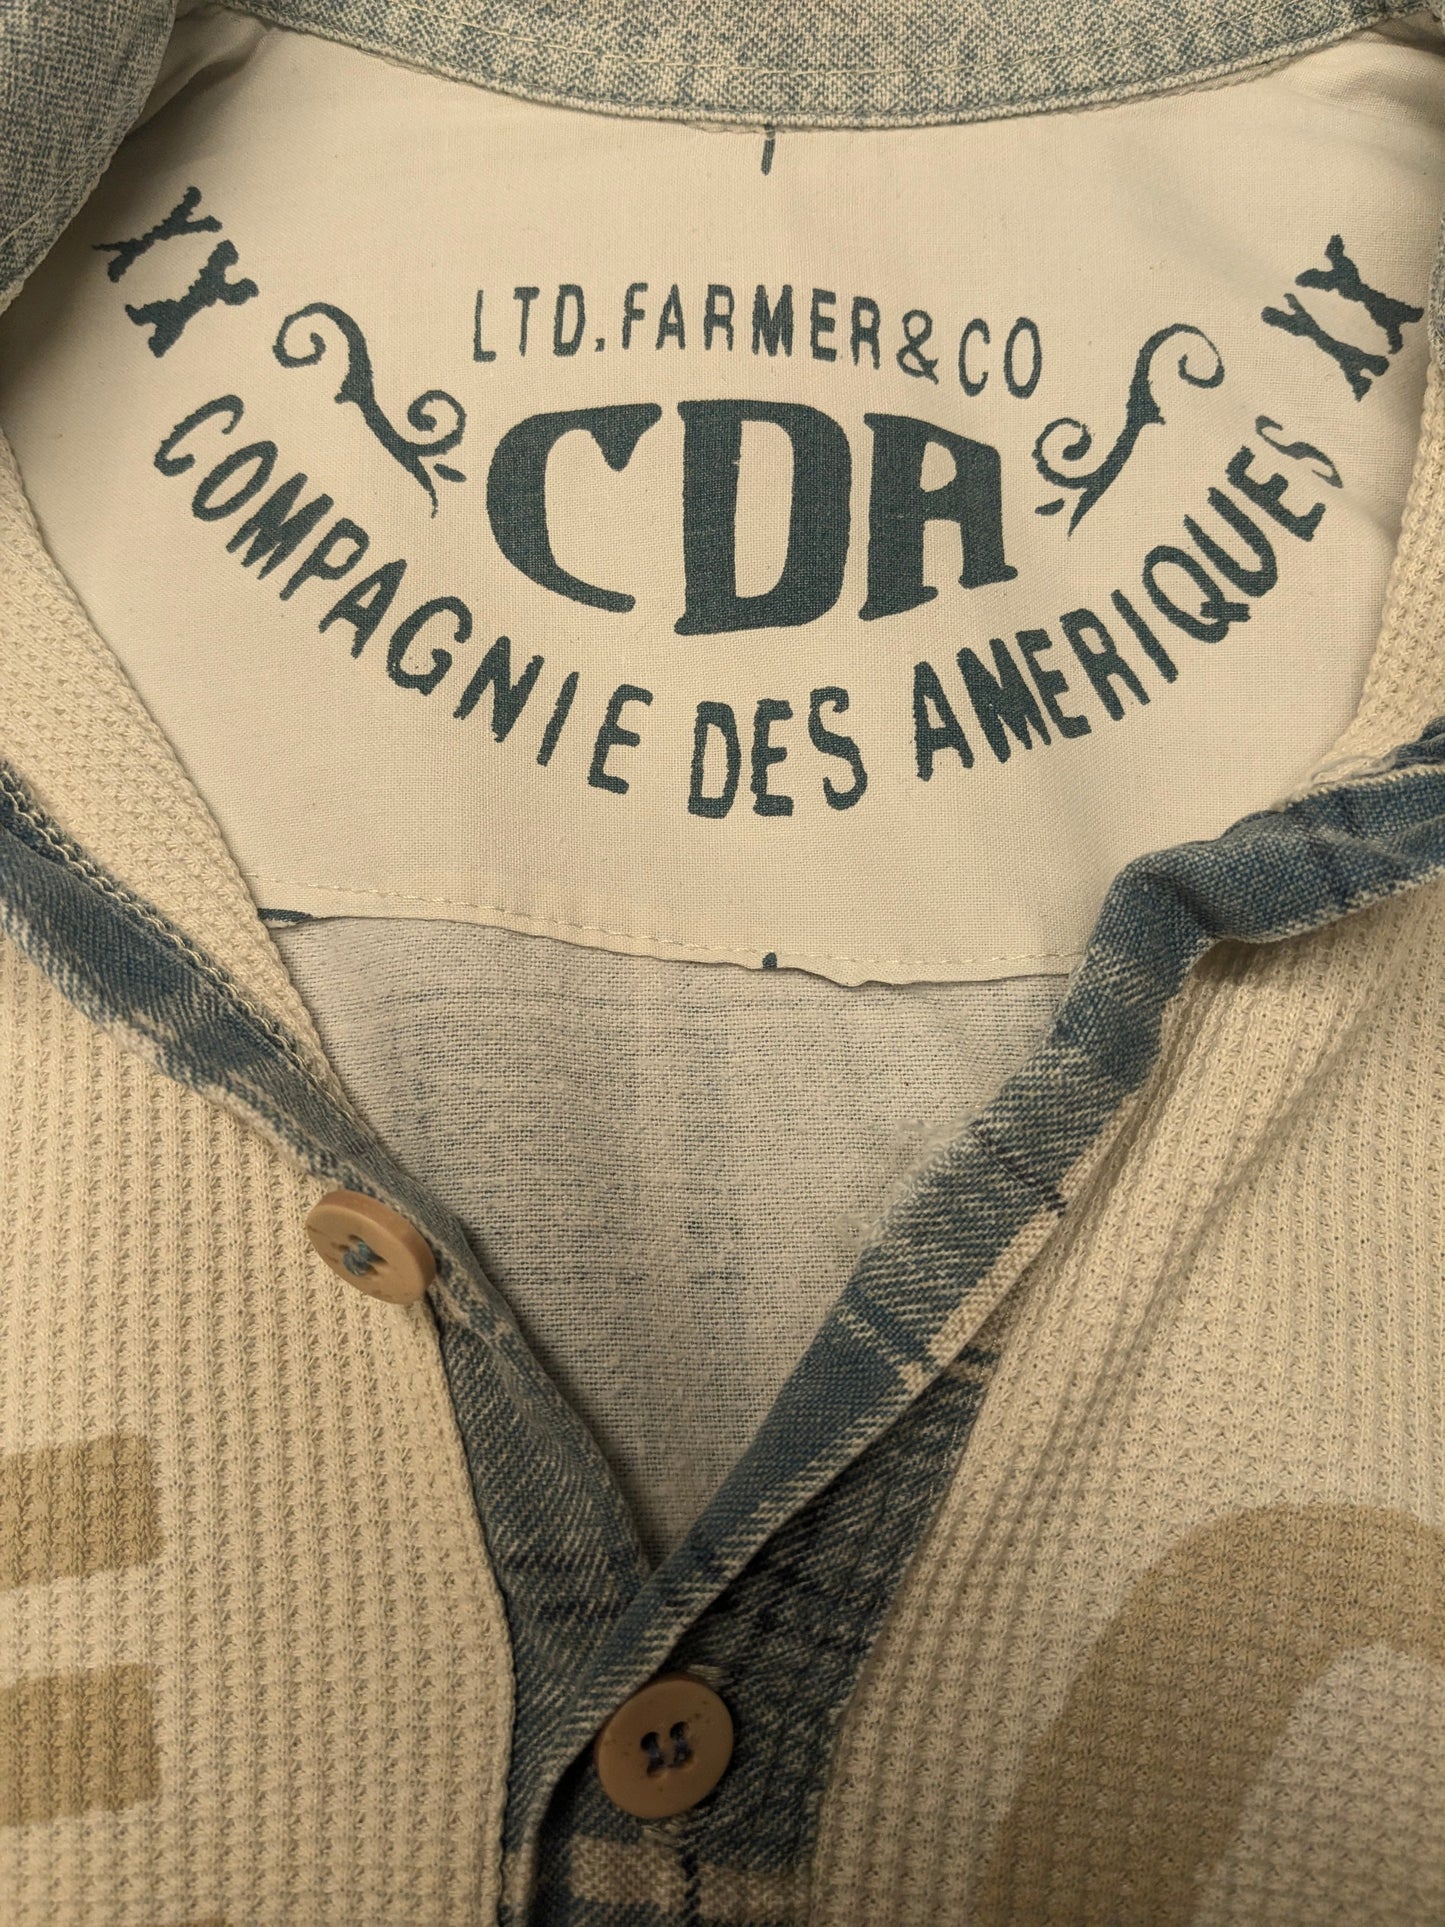 LTD. FARMER & CO
XX CDA XX
COMPAGNIE DES AMERIQUES